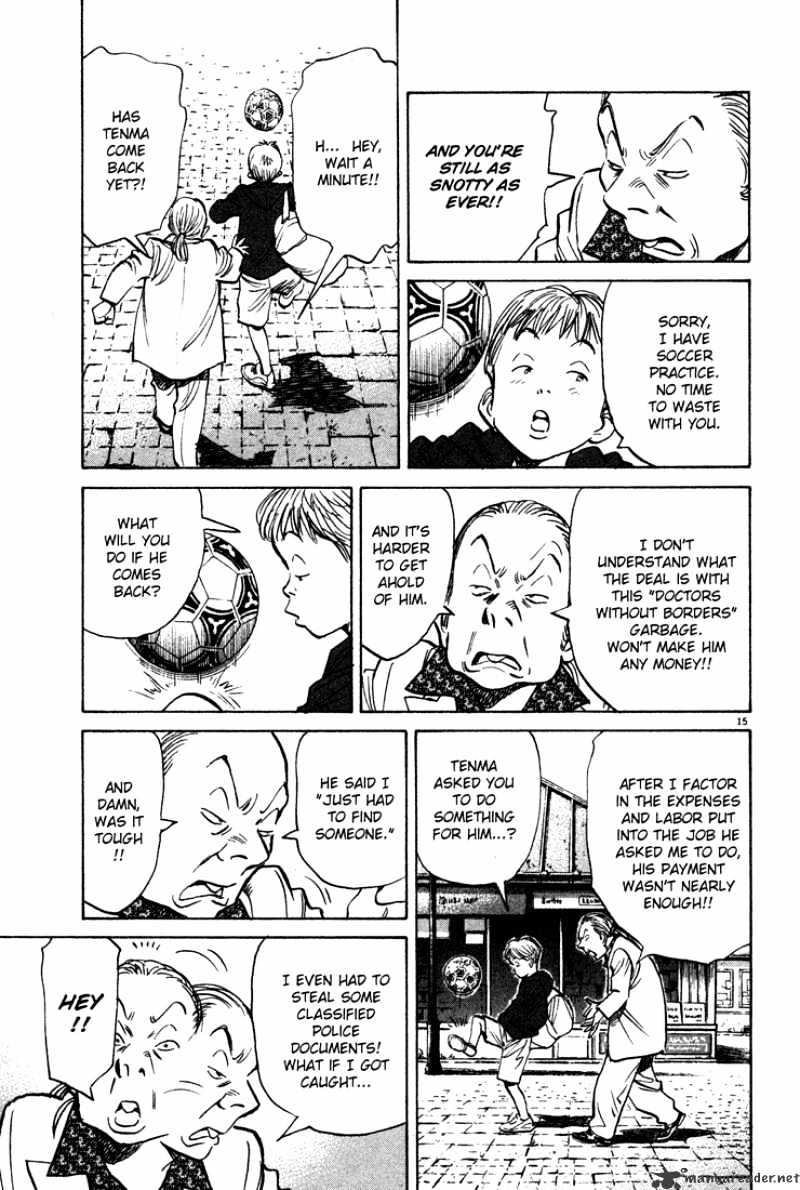 AND YOU'RE
STILL AS
SNOTTY AS
EVER!!
SORRY,
I HAVE
SOCCER
PRACTICE.
NO TIME
TO WASTE
WITH YOU.
H... HEY,
WAIT A
MINUTE!!
HAS
TENMA
COME
BACK
YET?!
I DON'T
UNDERSTAND WHAT
THE DEAL IS WITH
THIS "DOCTORS
WITHOUT BORDERS"
GARBAGE.
WON'T MAKE HIM
ANY MONEY!!
AND IT'S
HARDER
TO GET
AHOLD
OF HIM.
WHAT
WILL YOU
DO IF HE
COMES
BACK?
15
AFTER I FACTOR
IN THE EXPENSES
AND LABOR PUT
INTO THE JOB HE
ASKED ME TO DO,
HIS PAYMENT
WASN'T NEARLY
ENOUGH!!
TENMA
ASKED YOU
TO DO
SOMETHING
FOR HIM...?
HE SAID I
"JUST HAD
TO FIND
SOMEONE."
AND
DAMN,
WAS IT
TOUGH
!!
I EVEN HAD TO
STEAL SOME
CLASSIFIED
POLICE
DOCUMENTS!
WHAT IF I GOT
CAUGHT...
HEY
!!
mangareader.net